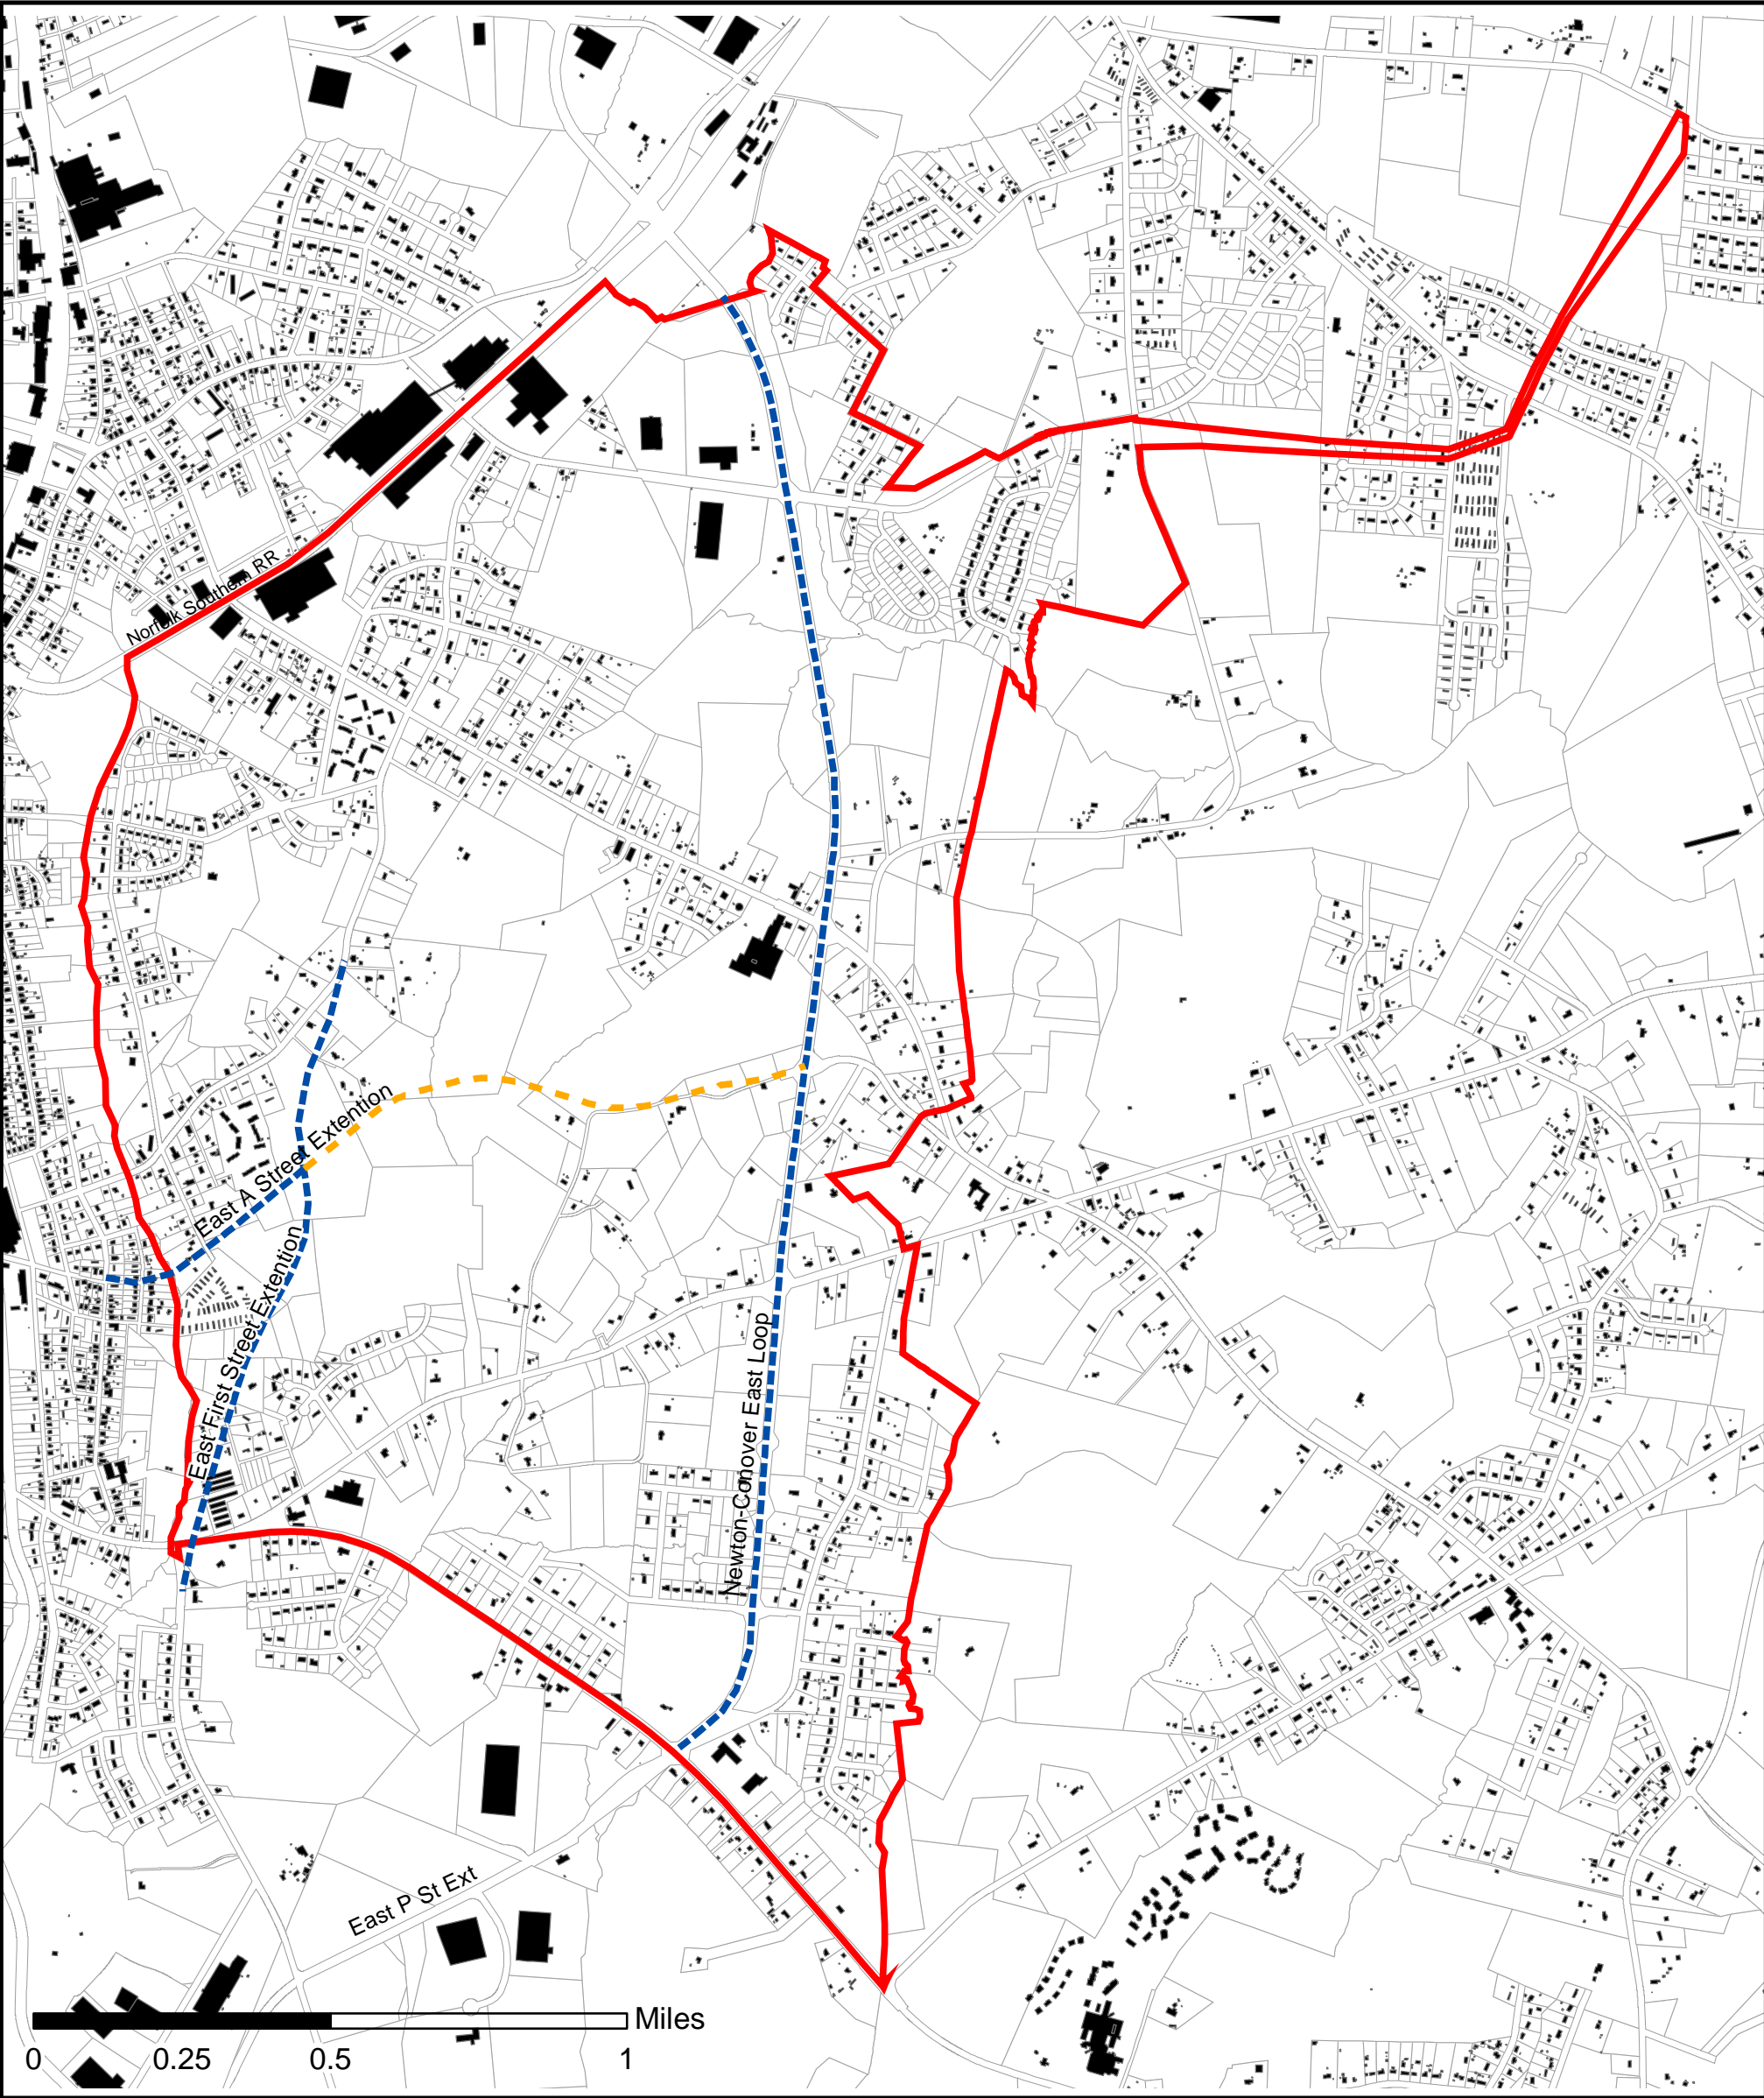 Norfolk Southern RR
East A Street Extention
East First Street Extention
Newton-Conover East Loop
East P St Ext
Miles
0 0.25 0.5 1